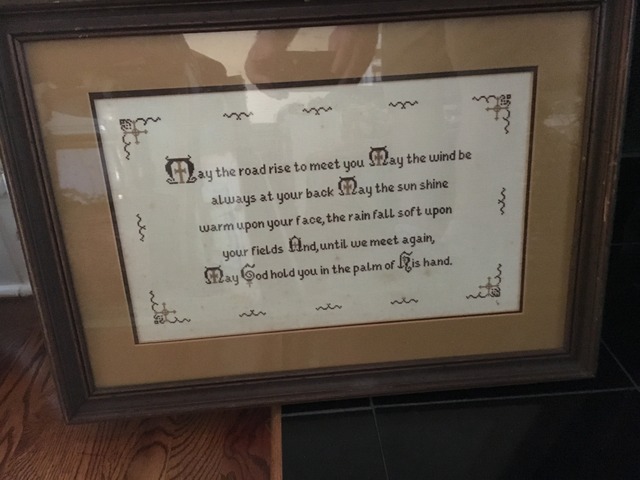 May the road rise to meet you May the wind be
always at your back May the sun shine
warm upon your face, the rain fall soft upon
your fields And, until we meet again,
May God hold you in the palm of His hand.